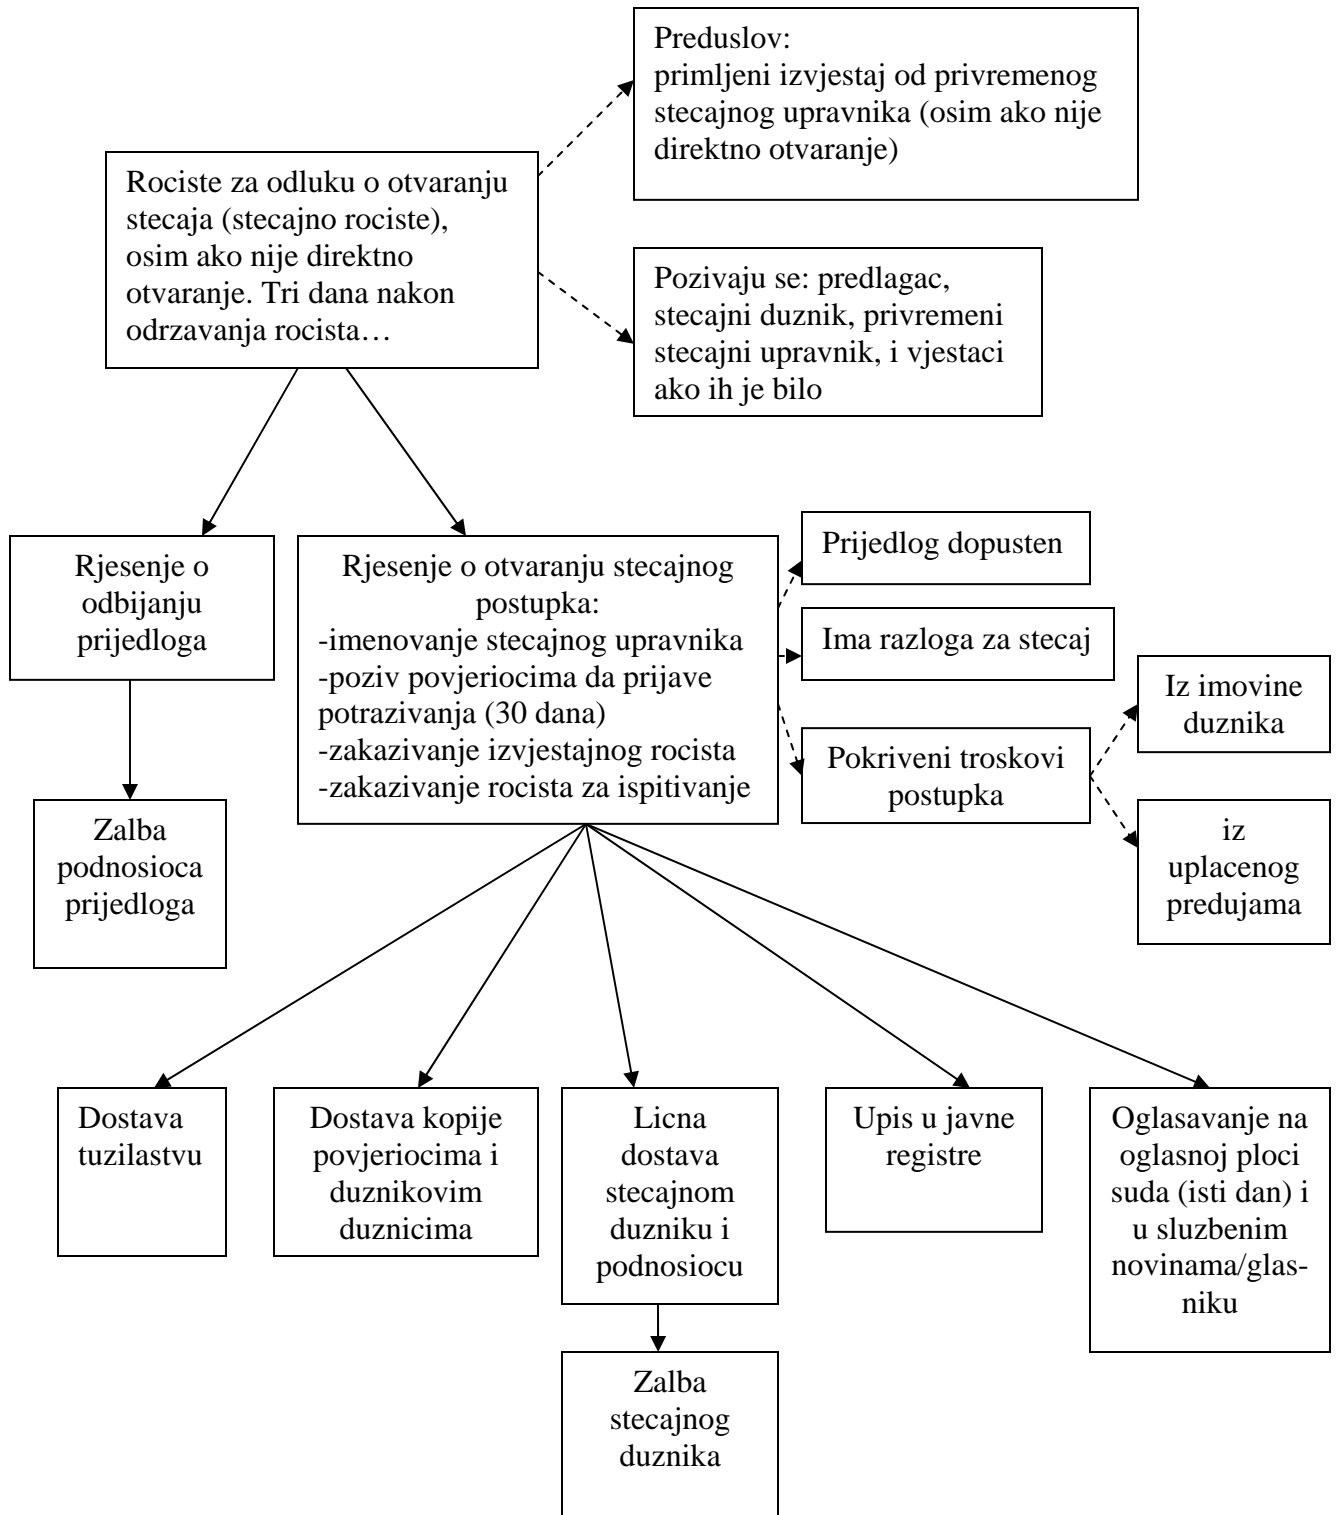 Preduslov:
primljeni izvjestaj od privremenog
stecajnog upravnika (osim ako nije
direktno otvaranje)
Rociste za odluku o otvaranju
stecaja (stecajno rociste),
osim ako nije direktno
otvaranje. Tri dana nakon
odrzavanja rocista…
Pozivaju se: predlagac,
stecajni duznik, privremeni
stecajni upravnik, i vjestaci
ako ih je bilo
Rjesenje o
odbijanju
prijedloga
Rjesenje o otvaranju stecajnog
postupka:
-imenovanje stecajnog upravnika
-poziv povjeriocima da prijave
potrazivanja (30 dana)
-zakazivanje izvjestajnog rocista
-zakazivanje rocista za ispitivanje
Prijedlog dopusten
Ima razloga za stecaj
Pokriveni troskovi
postupka
Iz imovine
duznika
iz
uplacenog
predujama
Zalba
podnosioca
prijedloga
Dostava
tuzilastvu
Dostava kopije
povjeriocima i
duznikovim
duznicima
Licna
dostava
stecajnom
duzniku i
podnosiocu
Upis u javne
registre
Oglasavanje na
oglasnoj ploci
suda (isti dan) i
u sluzbenim
novinama/glas-
niku
Zalba
stecajnog
duznika